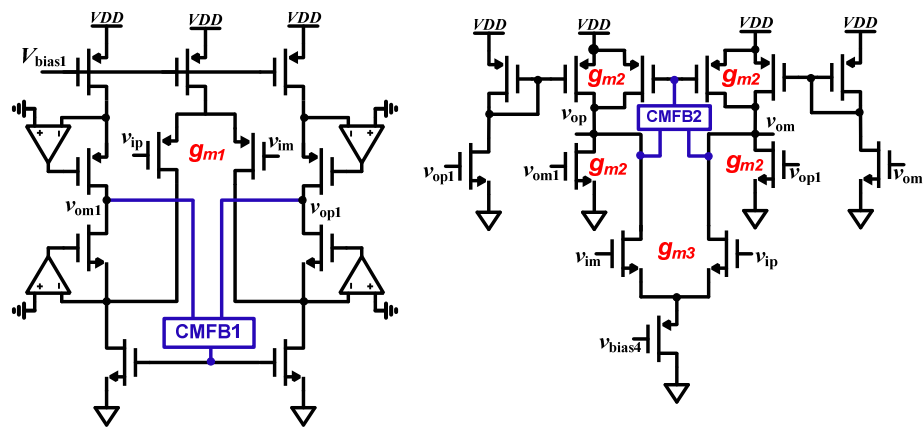 VDD VDD VDD
Vbias1
vip gm1 vim
vom1 vop1
CMFB1
VDD VDD VDD VDD
gm2 gm2
vop CMFB2 vom
vop1 vom1 gm2 gm2 vop1 vom
vim gm3 vip
vbias4